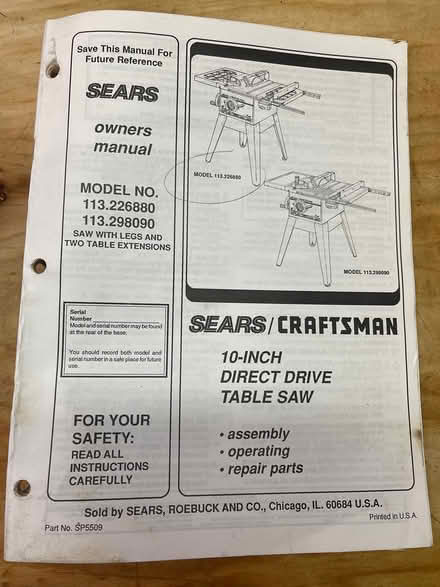 Save This Manual For
Future Reference
SEARS
owners
manual
MODEL NO.
113.226880
113.298090
SAW WITH LEGS AND
TWO TABLE EXTENSIONS
Serial
Number
Model and serial number may be found
at the rear of the base.
You should record both model and
serial number in a safe place for future
use.
FOR YOUR
SAFETY:
READ ALL
INSTRUCTIONS
CAREFULLY
MODEL 113.226880
MODEL 113.298090
SEARS/CRAFTSMAN
10-INCH
DIRECT DRIVE
TABLE SAW
• assembly
• operating
• repair parts
Sold by SEARS, ROEBUCK AND CO., Chicago, IL. 60684 U.S.A.
Part No. SP5509
Printed in U.S.A.